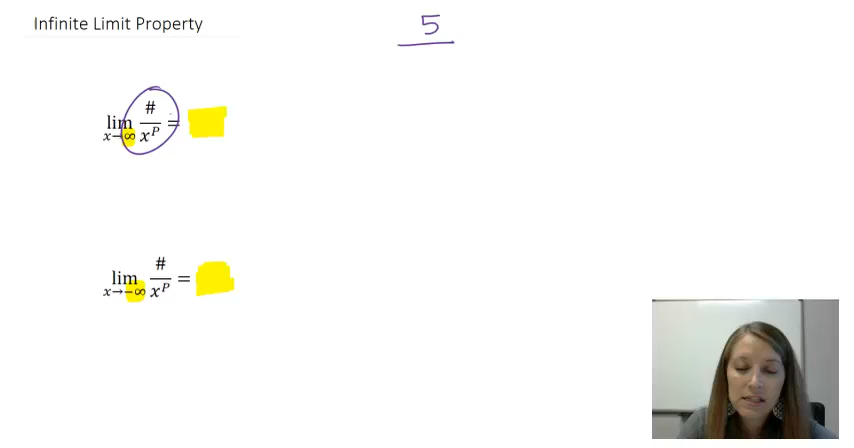 Infinite Limit Property
5
lim x→∞ #/x^P =
lim x→-∞ #/x^P =